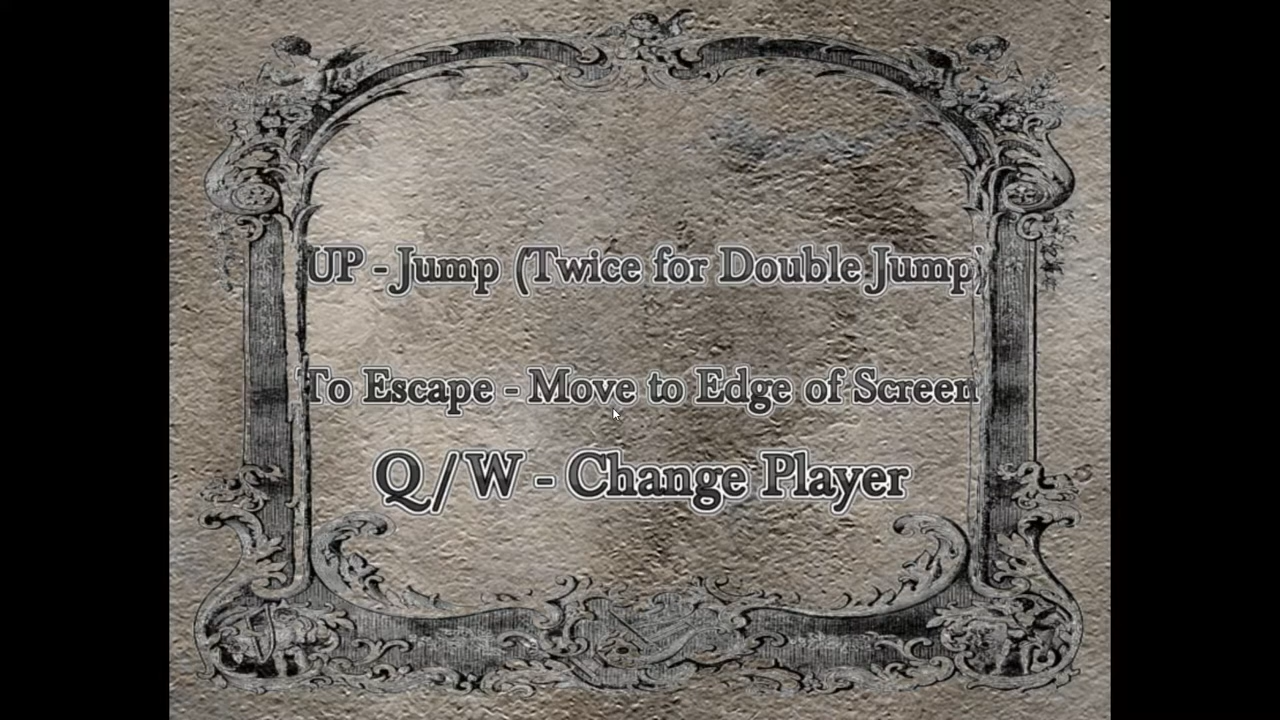 UP - Jump (Twice for Double Jump)
To Escape - Move to Edge of Screen
Q/W - Change Player